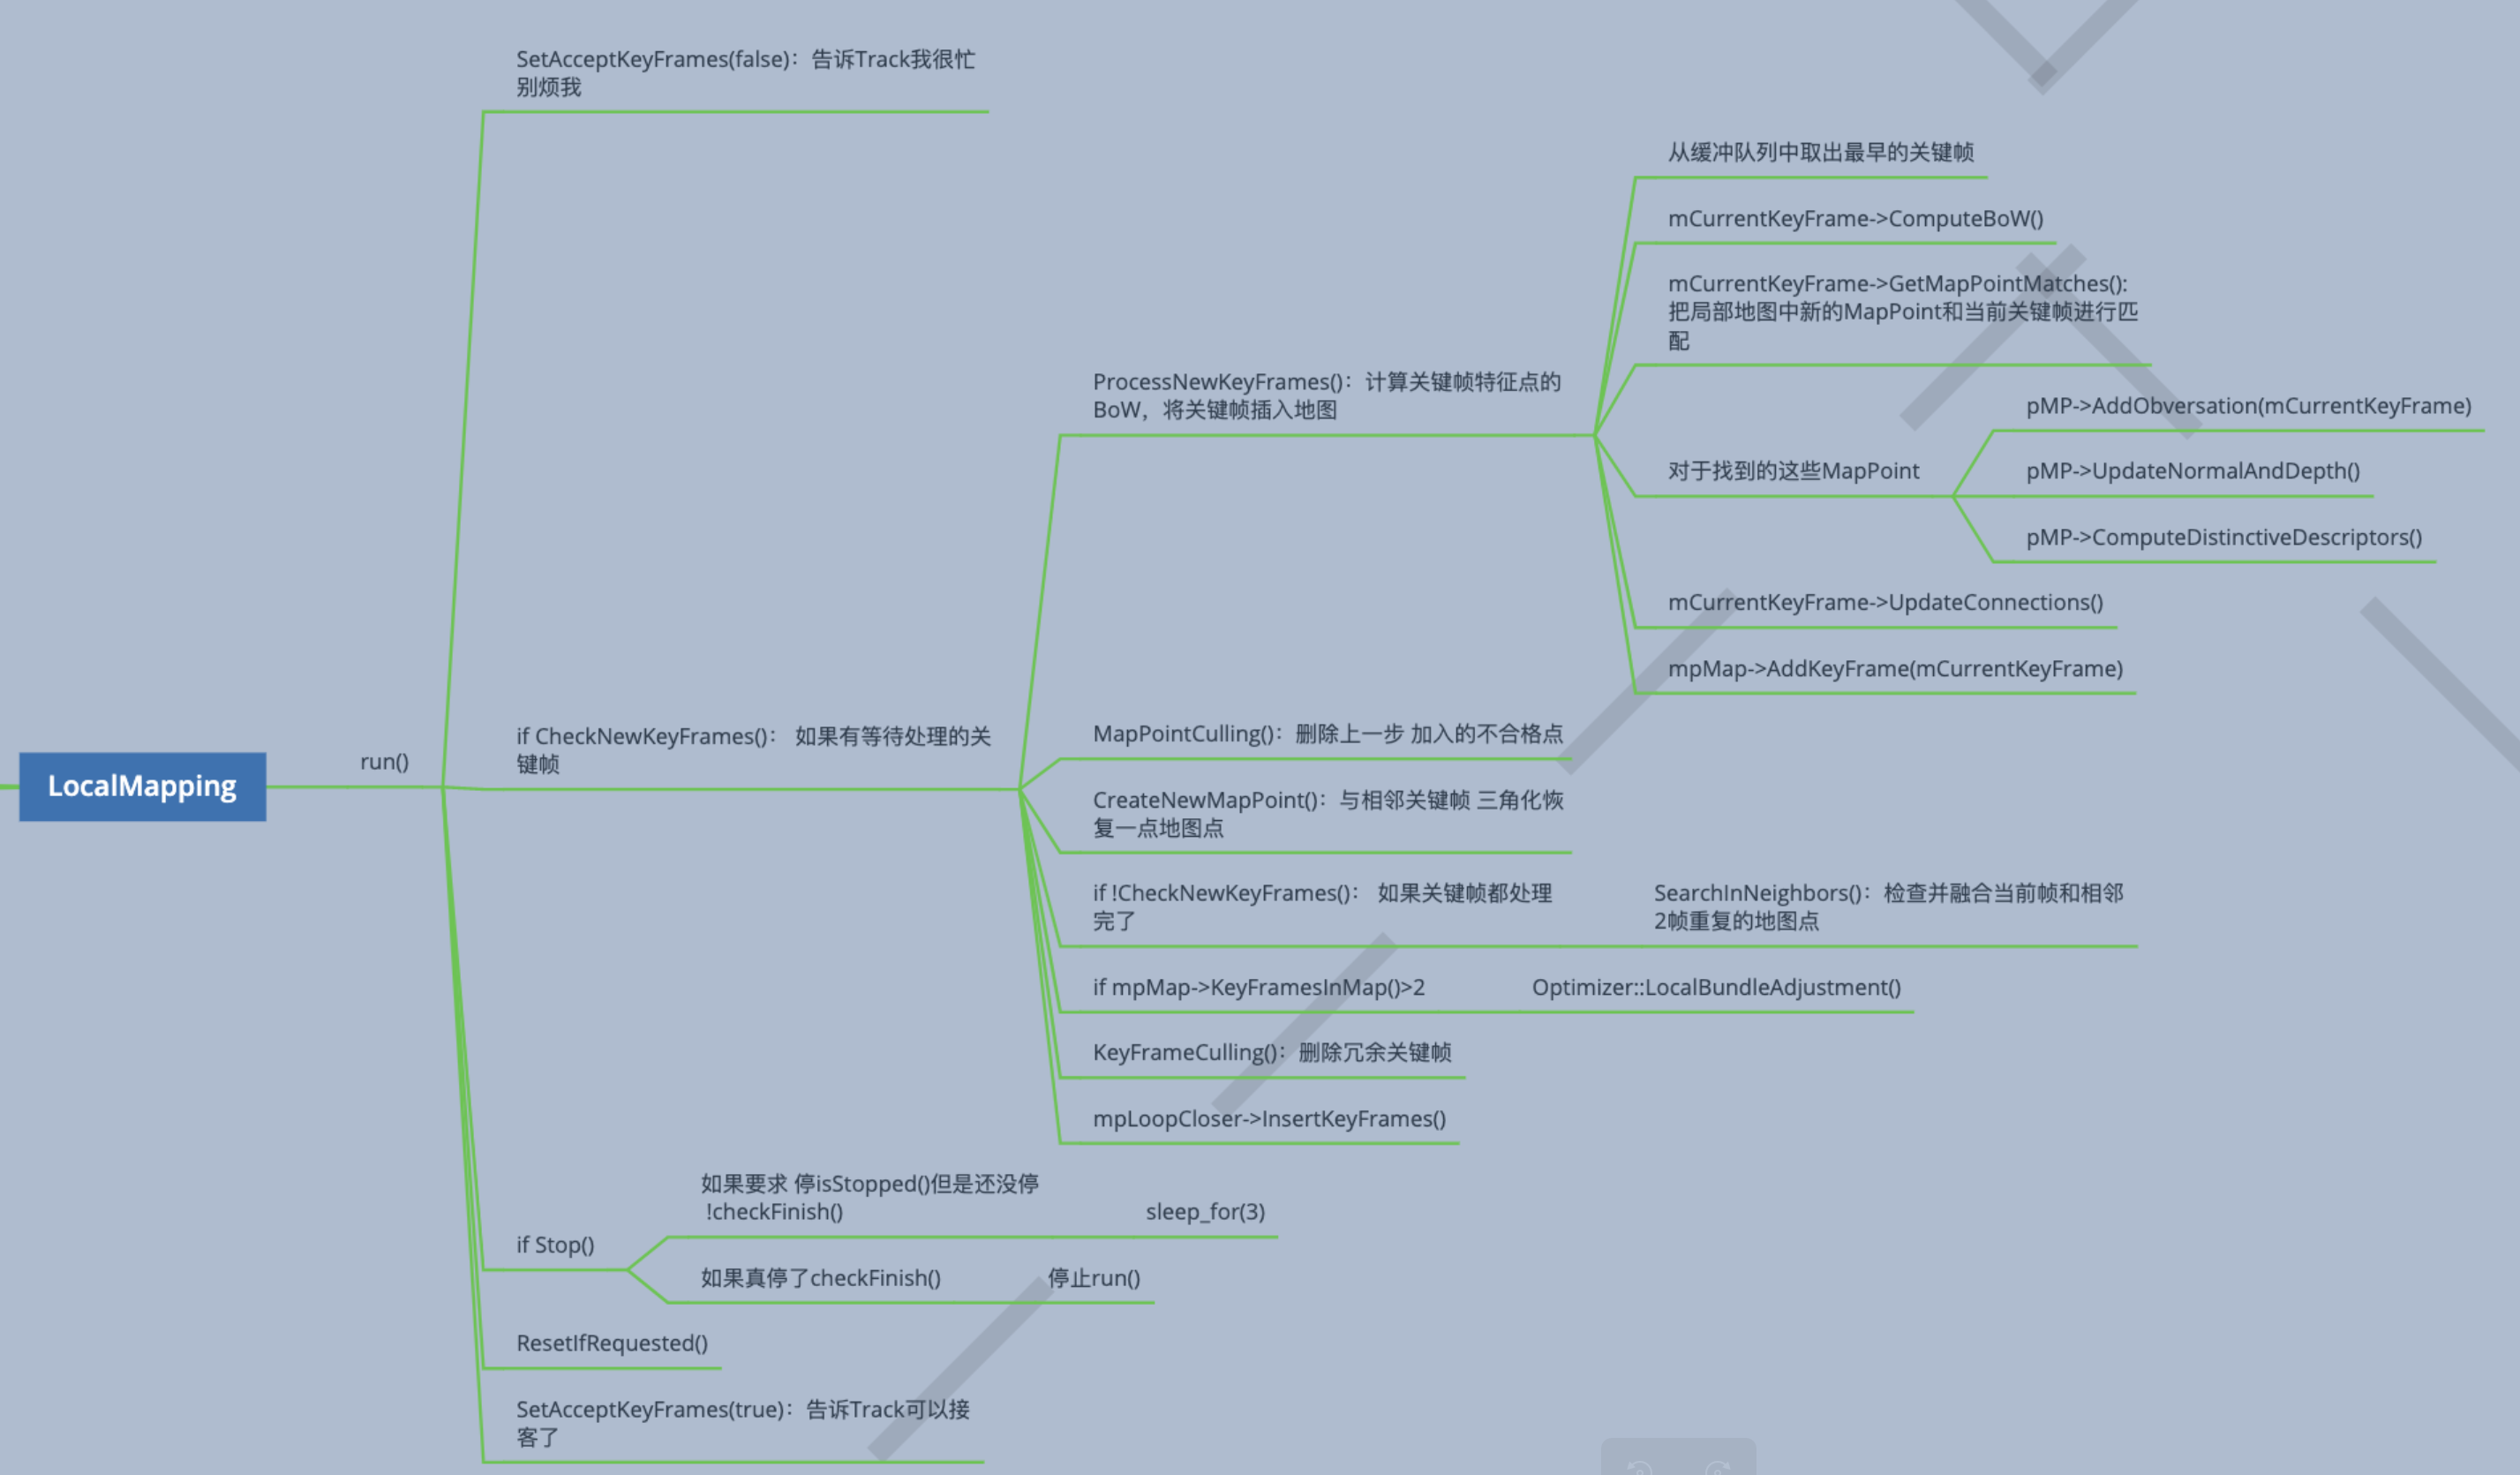 LocalMapping
run()
SetAcceptKeyFrames(false)：告诉Track我很忙
别烦我
if CheckNewKeyFrames()： 如果有等待处理的关
键帧
ProcessNewKeyFrames()：计算关键帧特征点的
BoW，将关键帧插入地图
从缓冲队列中取出最早的关键帧
mCurrentKeyFrame->ComputeBoW()
mCurrentKeyFrame->GetMapPointMatches():
把局部地图中新的MapPoint和当前关键帧进行匹
配
对于找到的这些MapPoint
pMP->AddObversation(mCurrentKeyFrame)
pMP->UpdateNormalAndDepth()
pMP->ComputeDistinctiveDescriptors()
mCurrentKeyFrame->UpdateConnections()
mpMap->AddKeyFrame(mCurrentKeyFrame)
MapPointCulling()：删除上一步 加入的不合格点
CreateNewMapPoint()：与相邻关键帧 三角化恢
复一点地图点
if !CheckNewKeyFrames()： 如果关键帧都处理
完了
SearchInNeighbors()：检查并融合当前帧和相邻
2帧重复的地图点
if mpMap->KeyFramesInMap()>2
Optimizer::LocalBundleAdjustment()
KeyFrameCulling()：删除冗余关键帧
mpLoopCloser->InsertKeyFrames()
if Stop()
如果要求 停isStopped()但是还没停
!checkFinish()
sleep_for(3)
如果真停了checkFinish()
停止run()
ResetIfRequested()
SetAcceptKeyFrames(true)：告诉Track可以接
客了